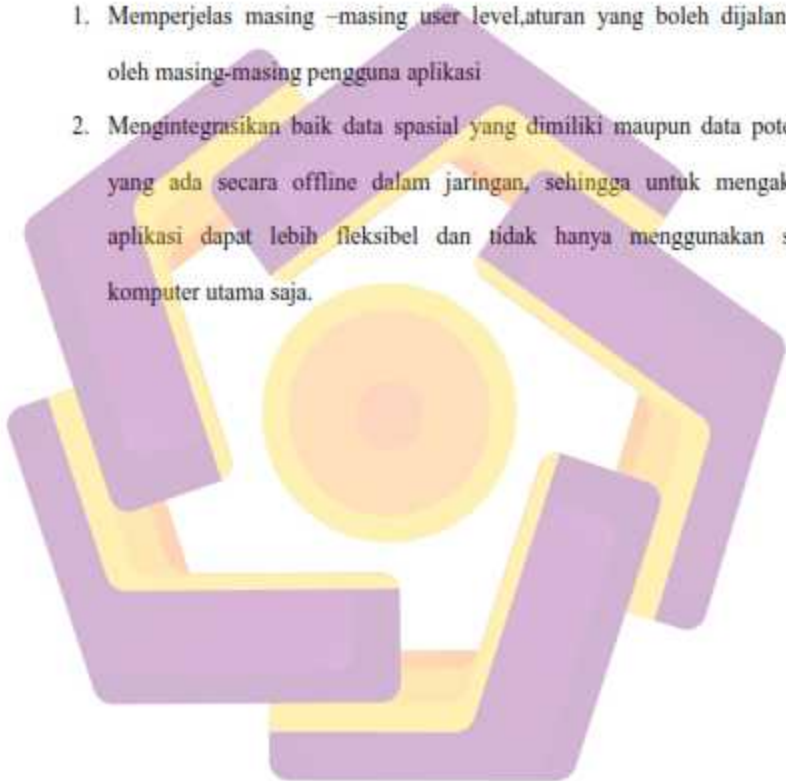 1. Memperjelas masing –masing user level,aturan yang boleh dijalan
oleh masing-masing pengguna aplikasi
2. Mengintegrasikan baik data spasial yang dimiliki maupun data pote
yang ada secara offline dalam jaringan, sehingga untuk mengak
aplikasi dapat lebih fleksibel dan tidak hanya menggunakan s
komputer utama saja.